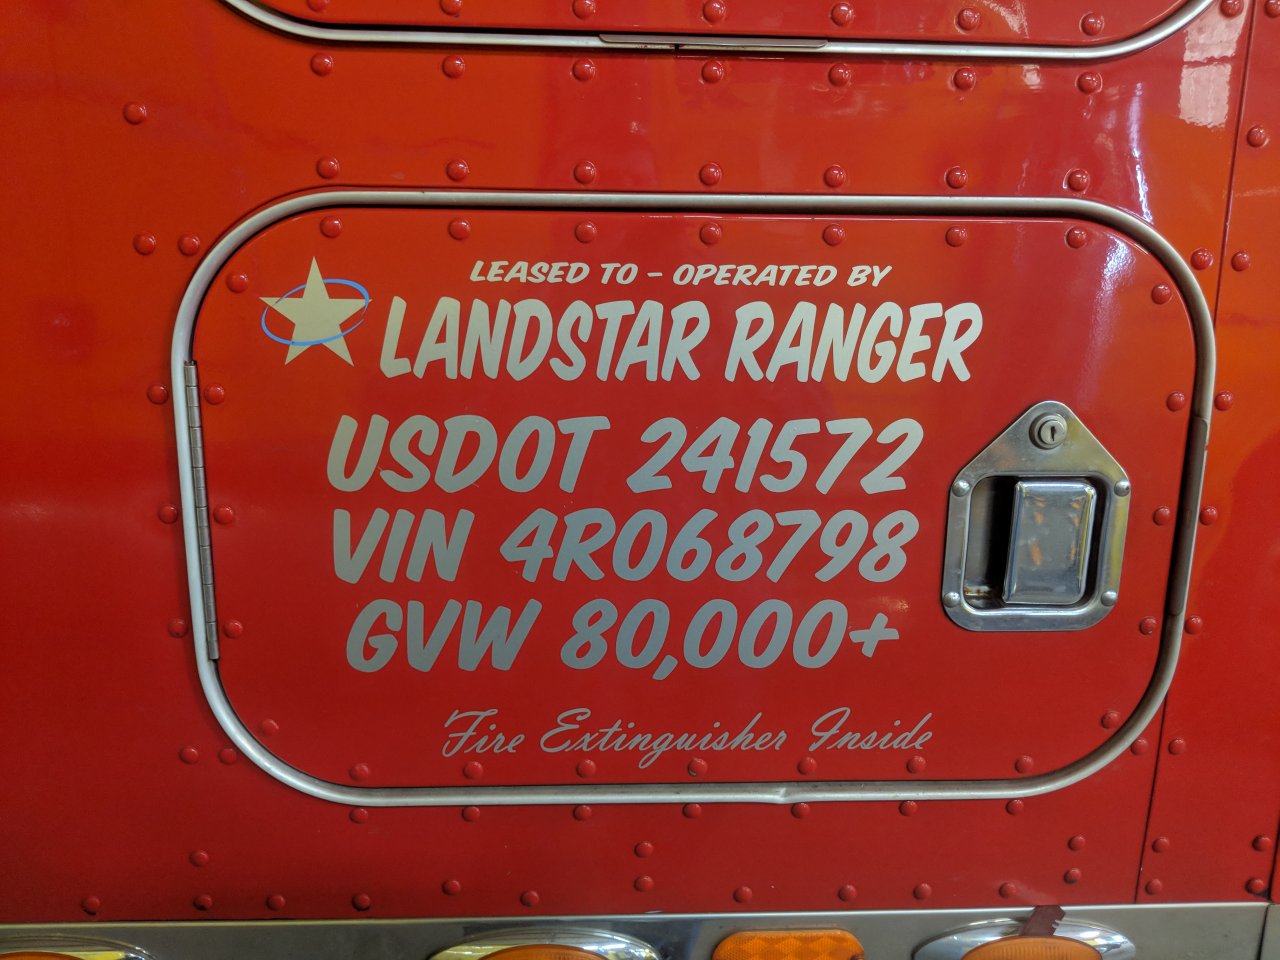 LEASED TO - OPERATED BY
LANDSTAR RANGER
USDOT 241572
VIN 4R068798
GVW 80,000+
Fire Extinguisher Inside